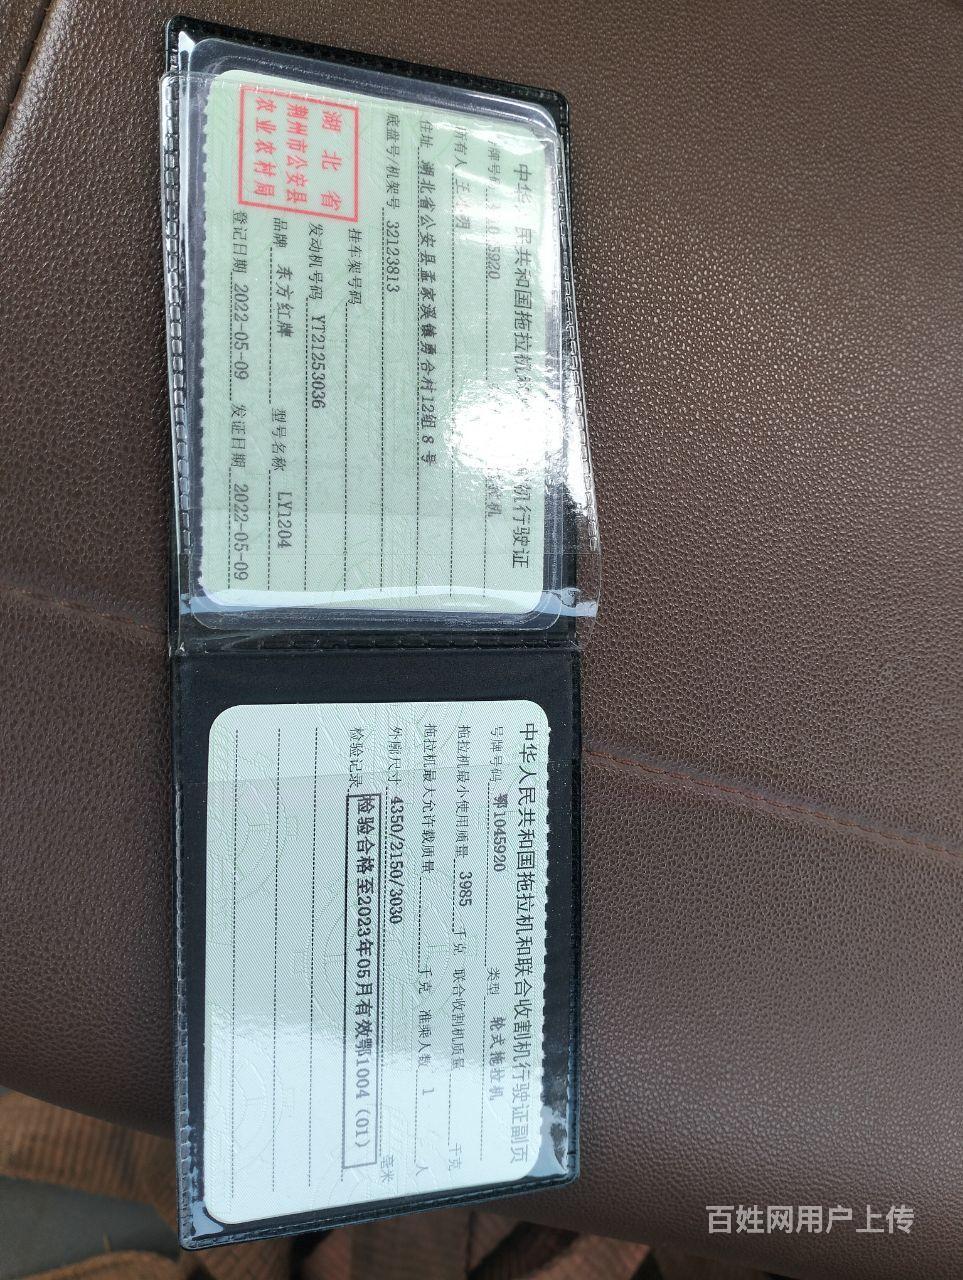 中华 民共和国拖拉机 机行驶证
号牌号码 5920
所有人 王 明
住址 湖北省公安县孟家溪镇勇合村12组8号
底盘号/机架号 32123813
挂车架号码
发动机号码 YT21253036
品牌 东方红牌 型号名称 LY1204
登记日期 2022-05-09 发证日期 2022-05-09
湖北省
荆州市公安县
农业农村局
中华人民共和国拖拉机和联合收割机行驶证副页
号牌号码 鄂1045920 类型 轮式拖拉机
拖拉机最小使用质量 3985 千克 联合收割机质量 千克
拖拉机最大允许载质量 千克 准乘人数 1 人
外廓尺寸 4350/2150/3030 毫米
检验记录 检验合格至2023年05月有效鄂1004(01)
百姓网用户上传